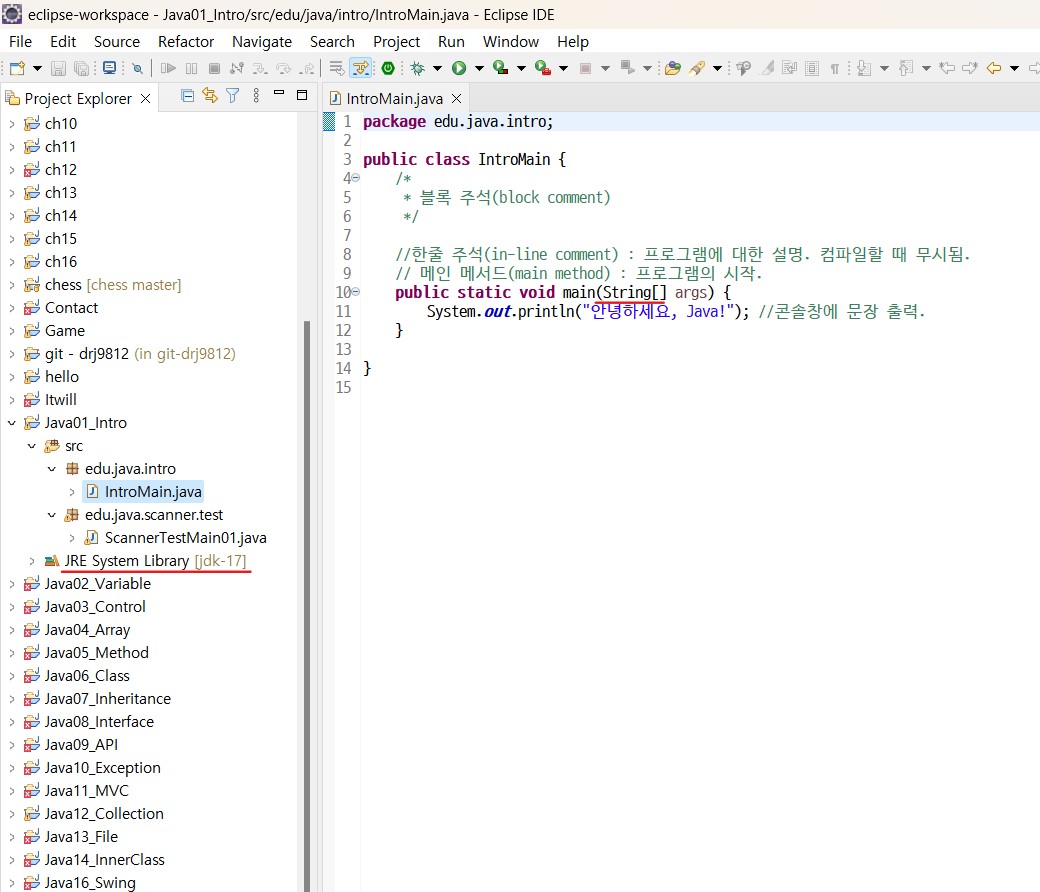 eclipse-workspace - Java01_Intro/src/edu/java/intro/IntroMain.java - Eclipse IDE
File Edit Source Refactor Navigate Search Project Run Window Help
Project Explorer
ch10
ch11
ch12
ch13
ch14
ch15
ch16
chess [chess master]
Contact
Game
git - drj9812 (in git-drj9812)
hello
Itwill
Java01_Intro
src
edu.java.intro
IntroMain.java
edu.java.scanner.test
ScannerTestMain01.java
JRE System Library [jdk-17]
Java02_Variable
Java03_Control
Java04_Array
Java05_Method
Java06_Class
Java07_Inheritance
Java08_Interface
Java09_API
Java10_Exception
Java11_MVC
Java12_Collection
Java13_File
Java14_InnerClass
Java16_Swing
IntroMain.java
1 package edu.java.intro;
2
3 public class IntroMain {
4 /*
5 * 블록 주석(block comment)
6 */
7
8 //한줄 주석(in-line comment) : 프로그램에 대한 설명. 컴파일할 때 무시됨.
9 // 메인 메서드(main method) : 프로그램의 시작.
10 public static void main(String[] args) {
11 System.out.println("안녕하세요, Java!"); //콘솔창에 문장 출력.
12 }
13
14 }
15